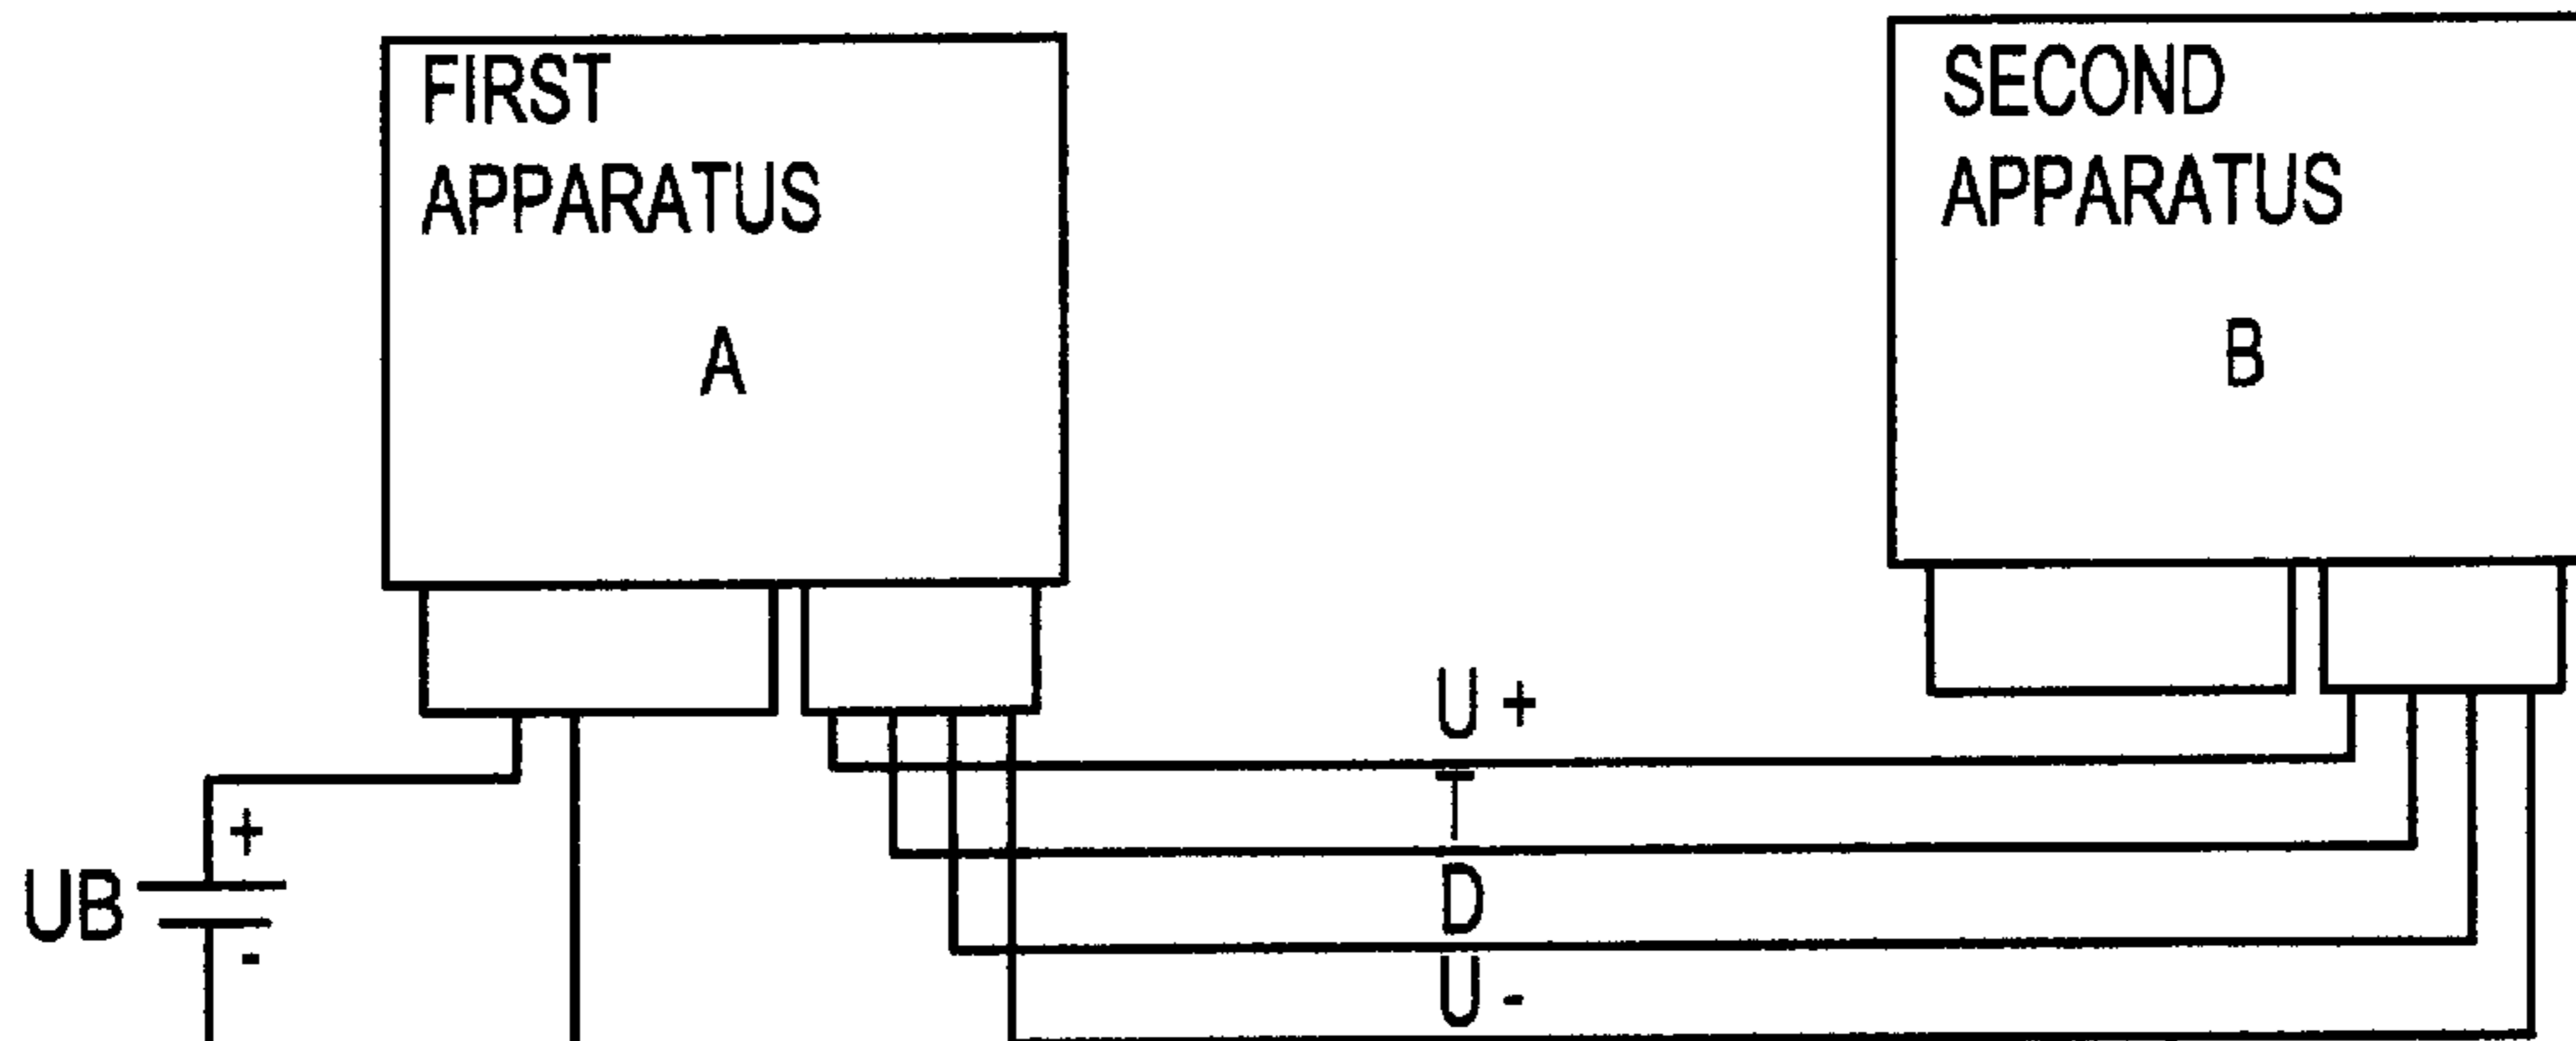 FIRST
APPARATUS
A
SECOND
APPARATUS
B
U +
T
D
U -
+
UB
-